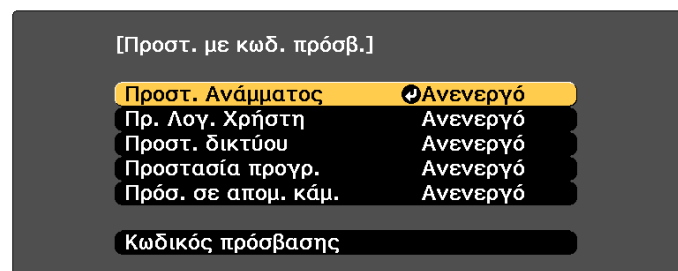 [Προστ. με κωδ. πρόσβ.]
Προστ. Ανάμματος Ανενεργό
Πρ. Λογ. Χρήστη Ανενεργό
Προστ. δικτύου Ανενεργό
Προστασία προγρ. Ανενεργό
Πρόσ. σε απομ. κάμ. Ανενεργό
Κωδικός πρόσβασης